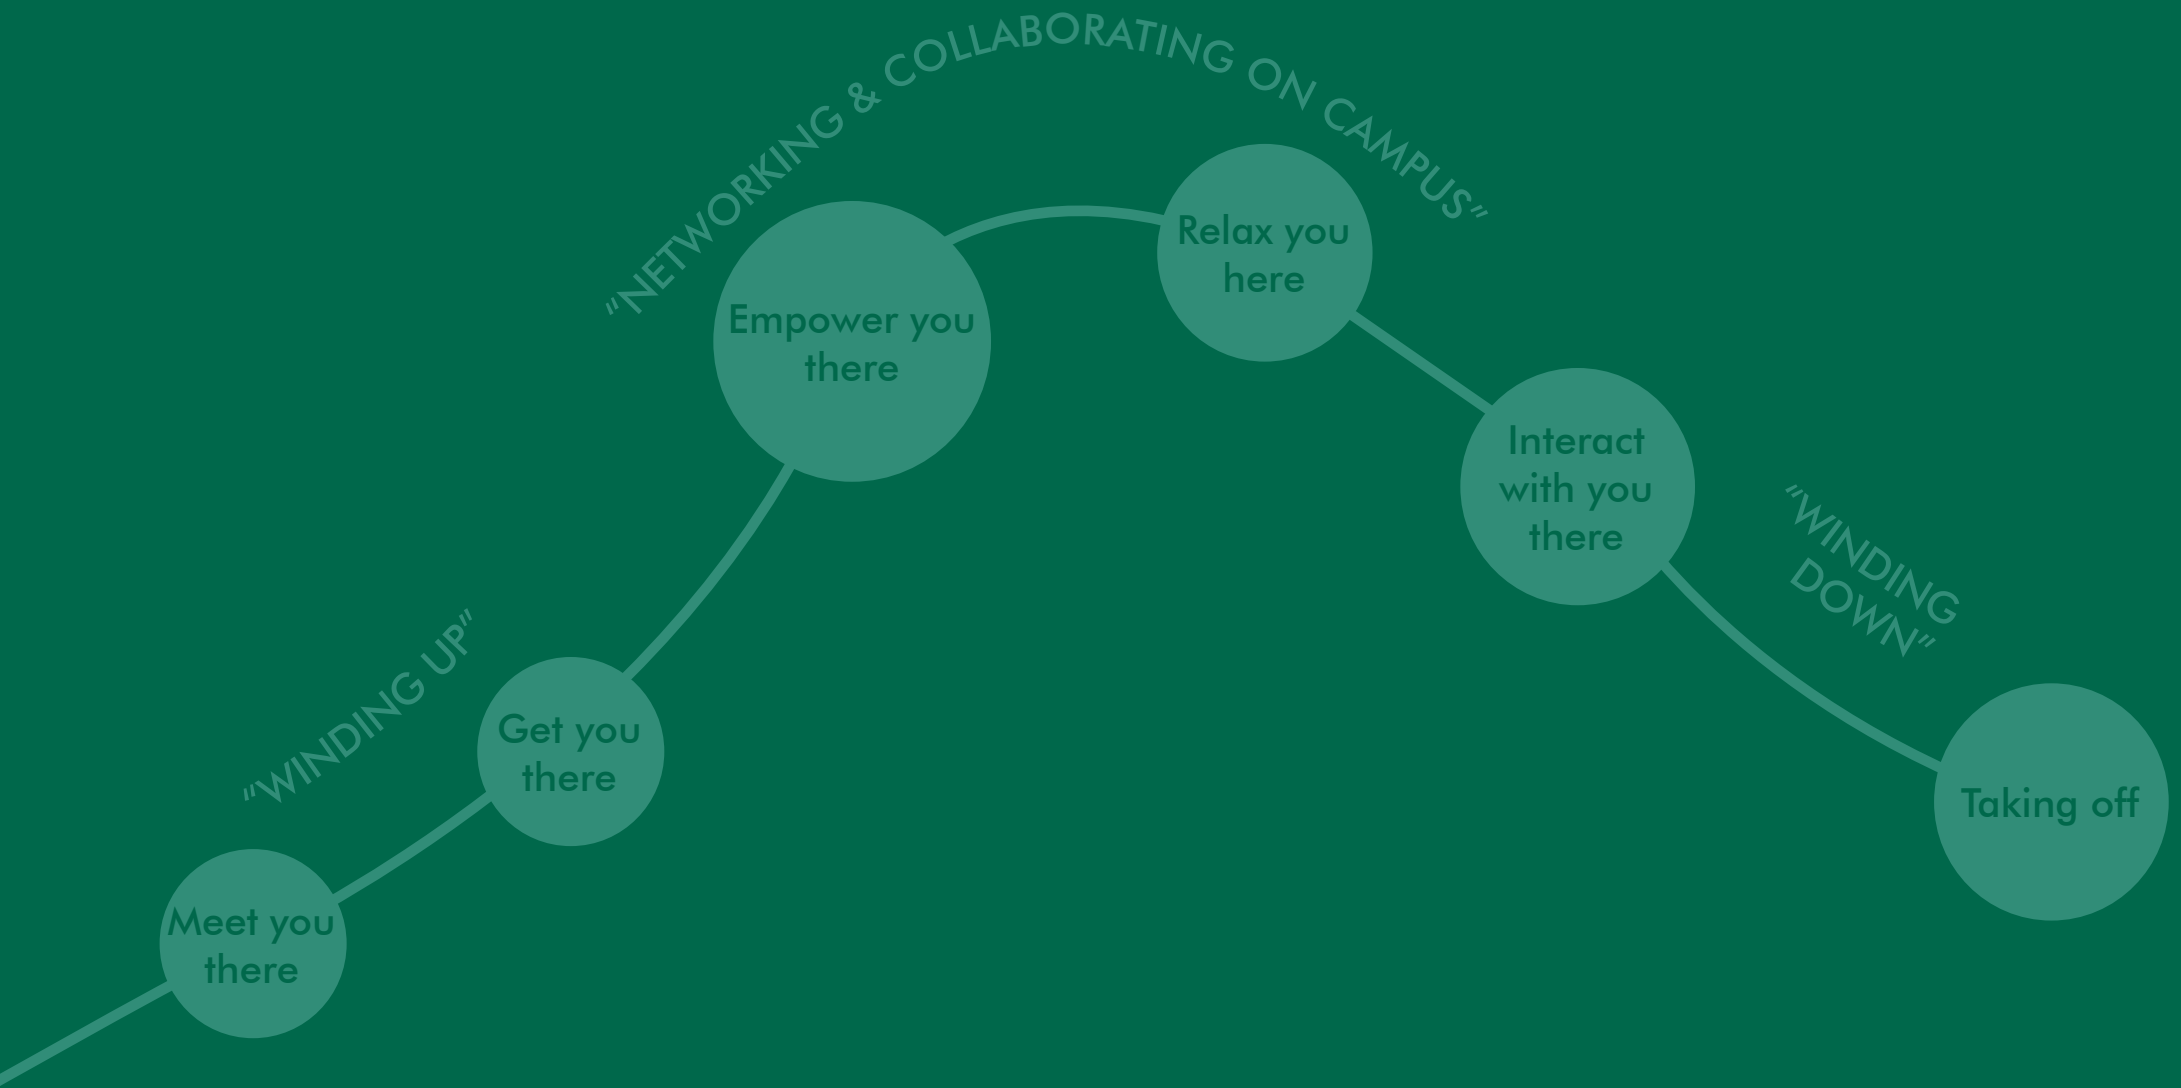 “NETWORKING & COLLABORATING ON CAMPUS”
Relax you
here
Empower you
there
Interact
with you
there
“WINDING
DOWN”
“WINDING UP”
Get you
there
Taking off
Meet you
there